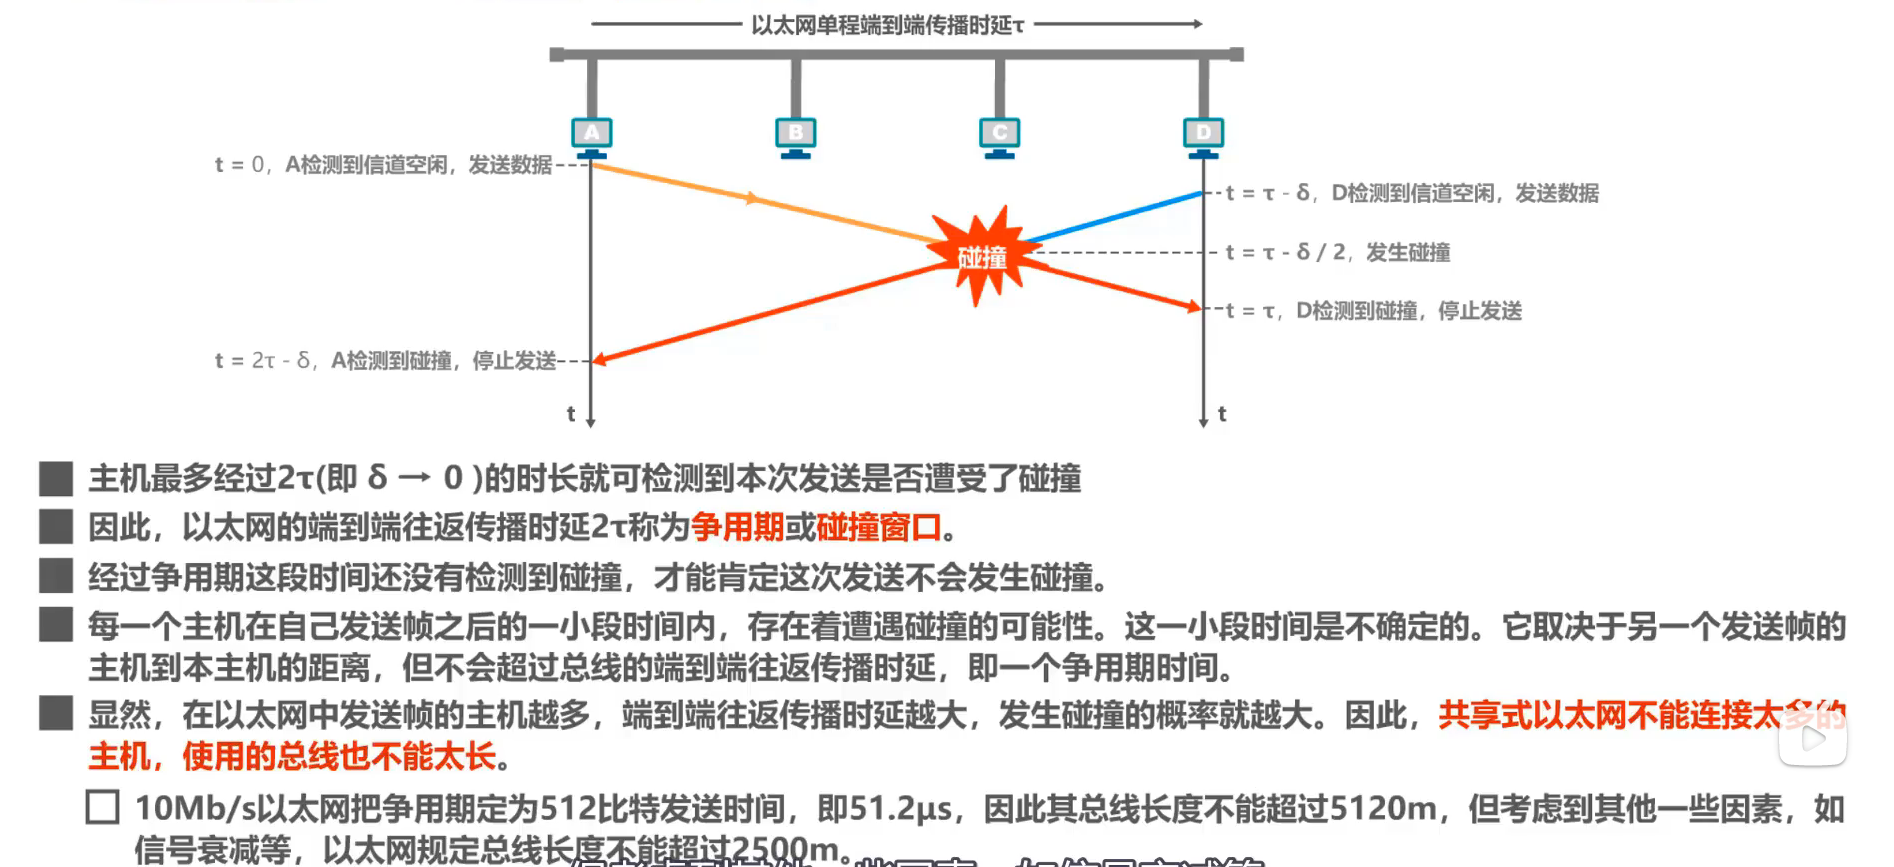 以太网单程端到端传播时延τ
A
B
C
D
t = 0，A检测到信道空闲，发送数据
t = τ - δ，D检测到信道空闲，发送数据
碰撞
t = τ - δ / 2，发生碰撞
t = τ，D检测到碰撞，停止发送
t = 2τ - δ，A检测到碰撞，停止发送
t
t
主机最多经过2τ(即 δ → 0 )的时长就可检测到本次发送是否遭受了碰撞
因此，以太网的端到端往返传播时延2τ称为争用期或碰撞窗口。
经过争用期这段时间还没有检测到碰撞，才能肯定这次发送不会发生碰撞。
每一个主机在自己发送帧之后的一小段时间内，存在着遭遇碰撞的可能性。这一小段时间是不确定的。它取决于另一个发送帧的
主机到本主机的距离，但不会超过总线的端到端往返传播时延，即一个争用期时间。
显然，在以太网中发送帧的主机越多，端到端往返传播时延越大，发生碰撞的概率就越大。因此，共享式以太网不能连接太多的
主机，使用的总线也不能太长。
10Mb/s以太网把争用期定为512比特发送时间，即51.2μs，因此其总线长度不能超过5120m，但考虑到其他一些因素，如
信号衰减等，以太网规定总线长度不能超过2500m。